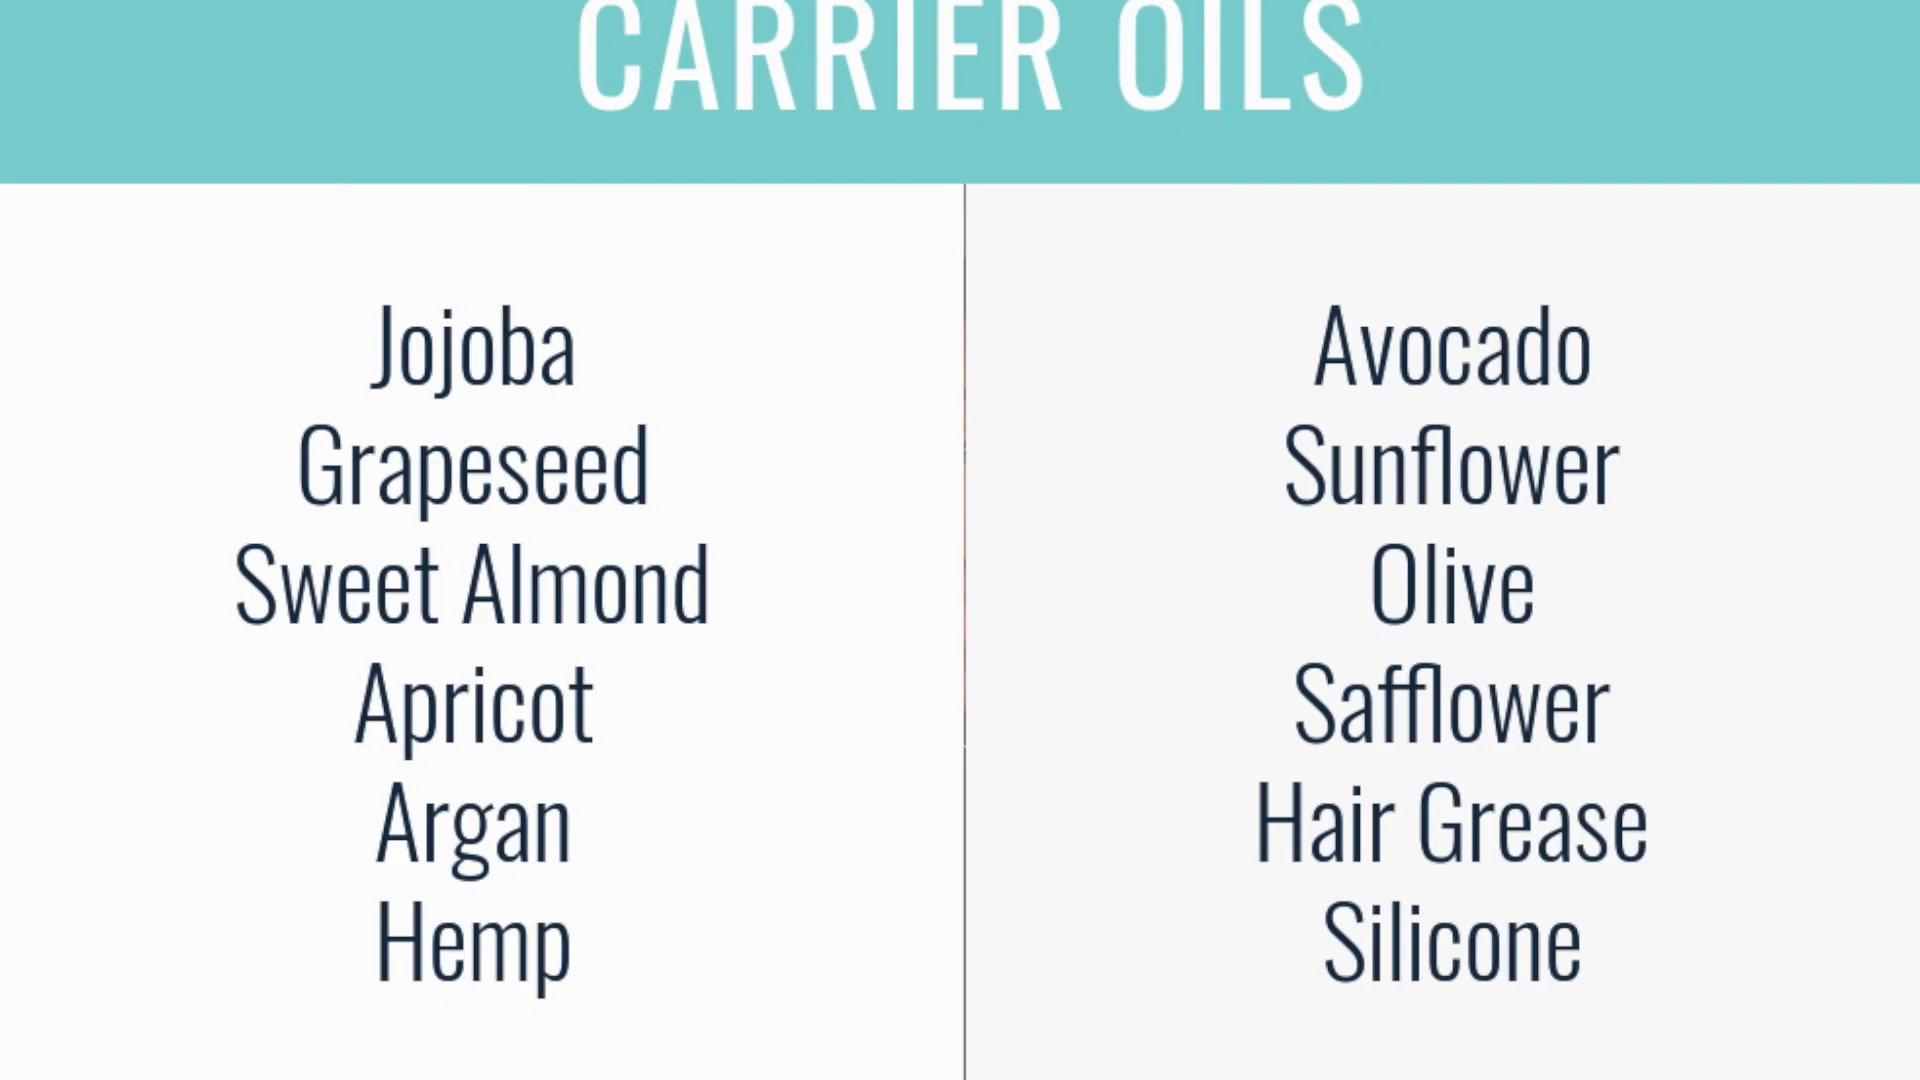 CARRIER OILS
Jojoba
Grapeseed
Sweet Almond
Apricot
Argan
Hemp
Avocado
Sunflower
Olive
Safflower
Hair Grease
Silicone